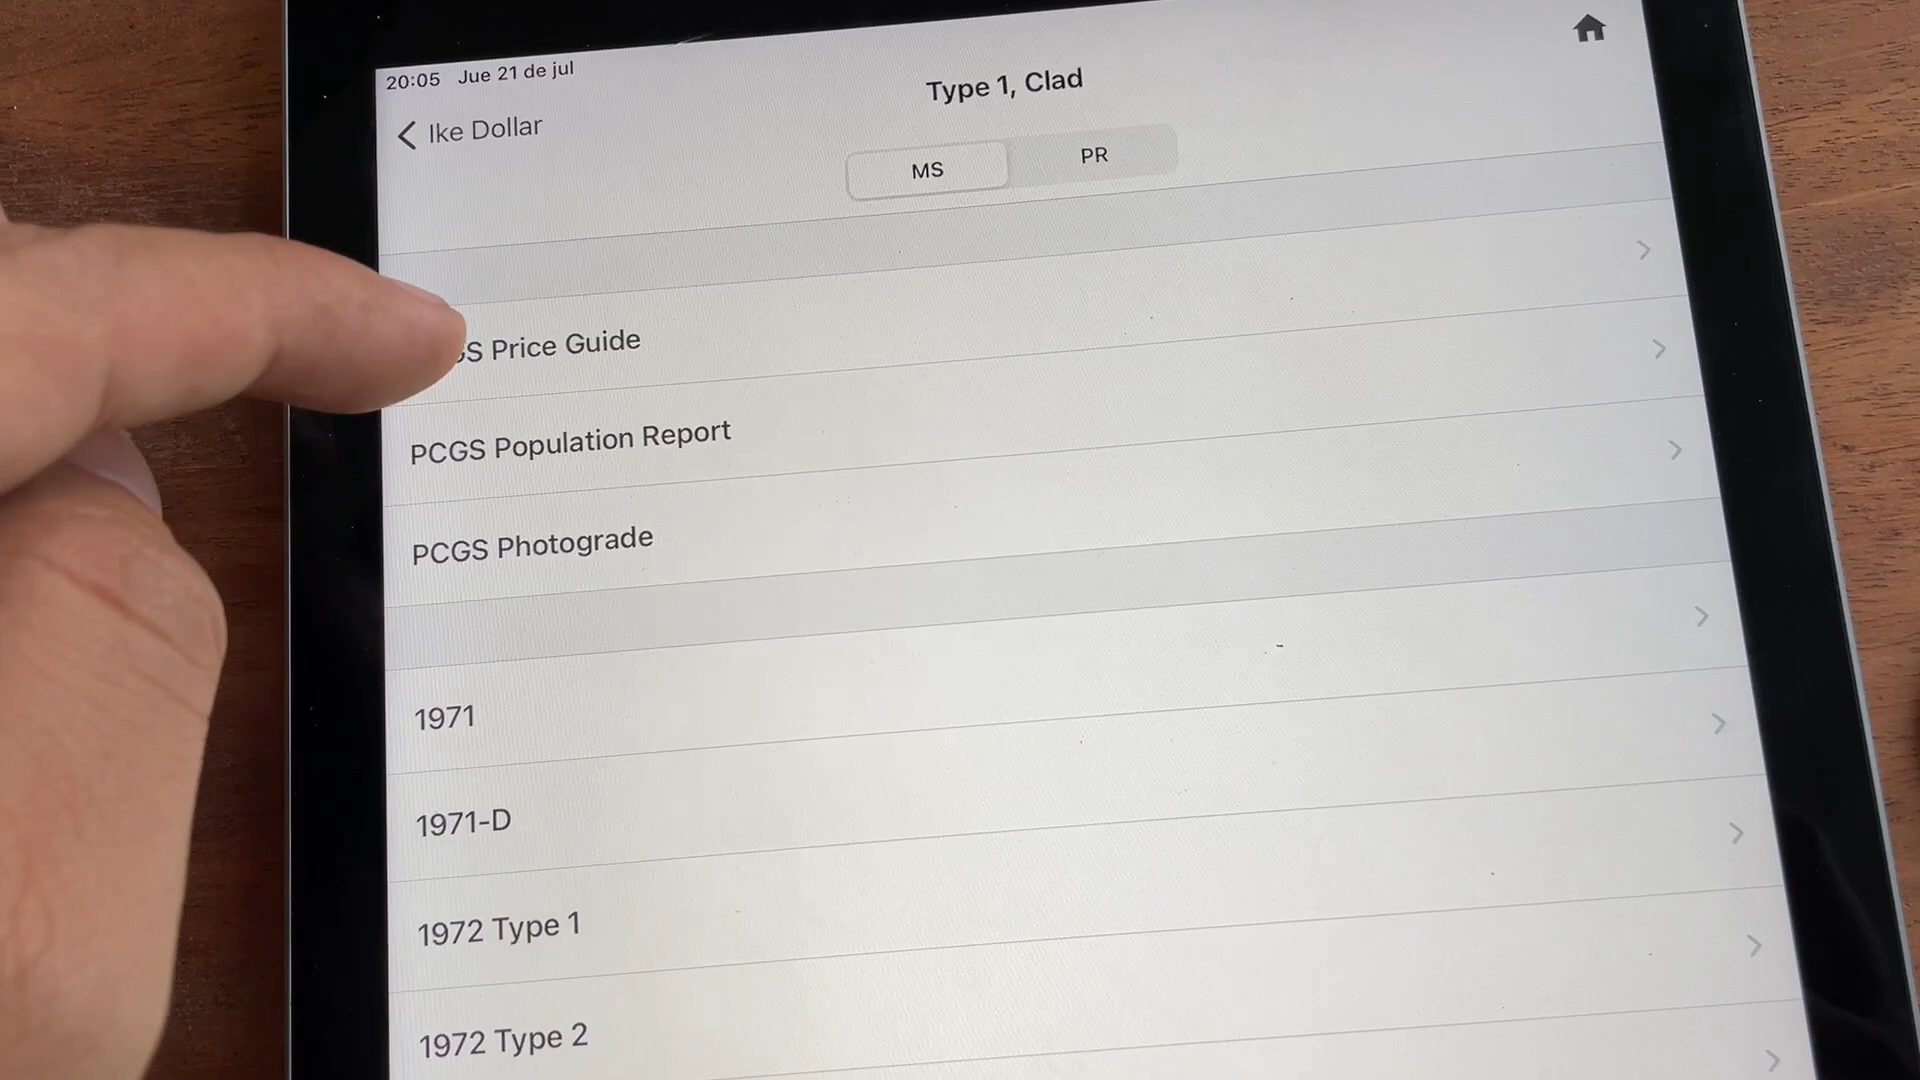 20:05 Jue 21 de jul
Type 1, Clad
Ike Dollar
MS
PR
GS Price Guide
PCGS Population Report
PCGS Photograde
1971
1971-D
1972 Type 1
1972 Type 2